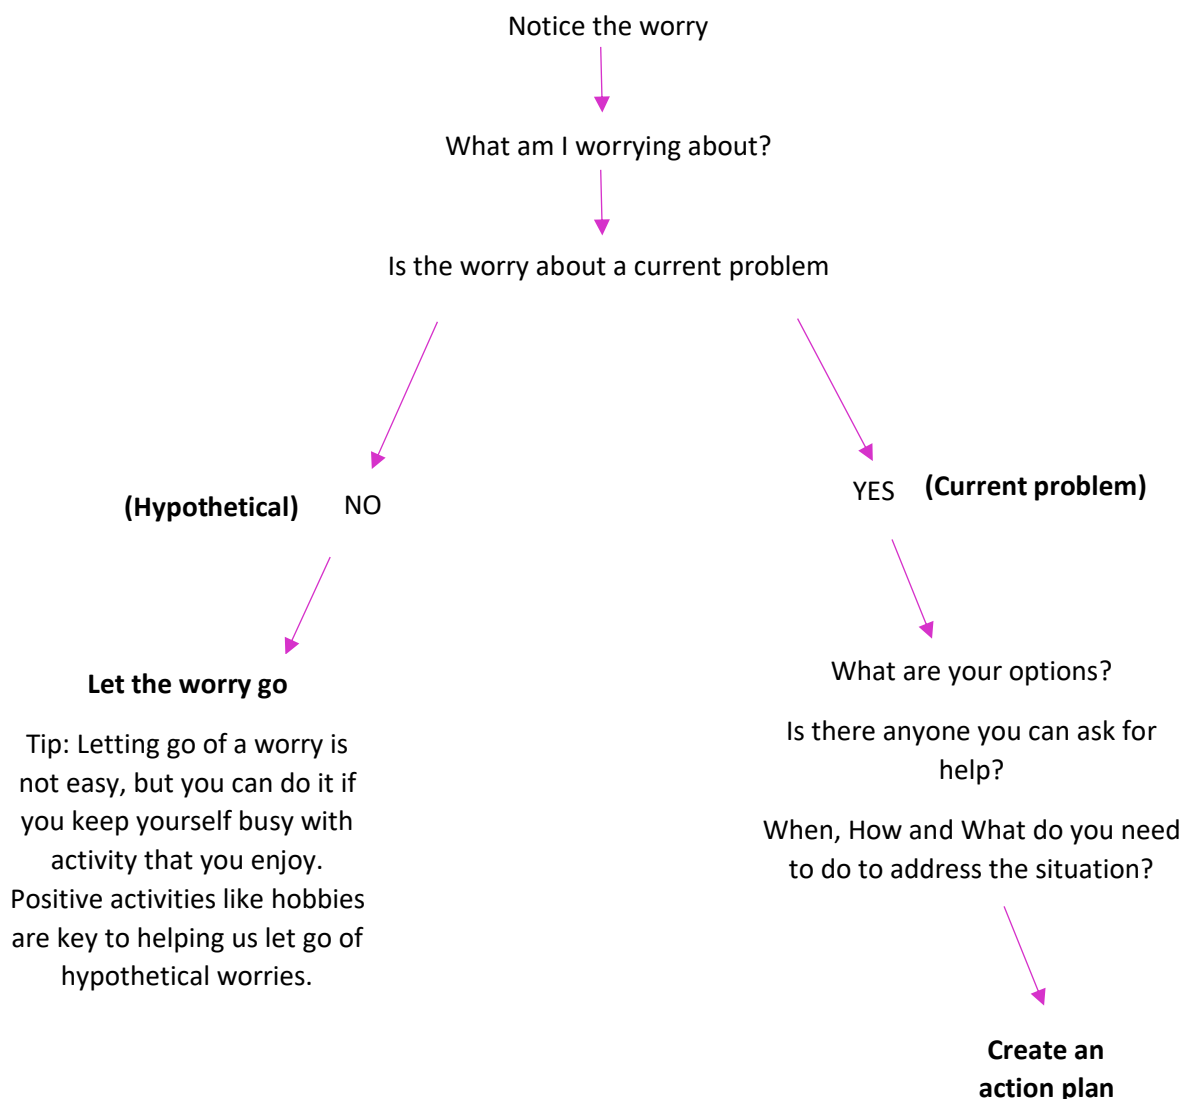 Notice the worry
What am I worrying about?
Is the worry about a current problem
(Hypothetical) NO
YES (Current problem)
Let the worry go
Tip: Letting go of a worry is
not easy, but you can do it if
you keep yourself busy with
activity that you enjoy.
Positive activities like hobbies
are key to helping us let go of
hypothetical worries.
What are your options?
Is there anyone you can ask for
help?
When, How and What do you need
to do to address the situation?
Create an
action plan